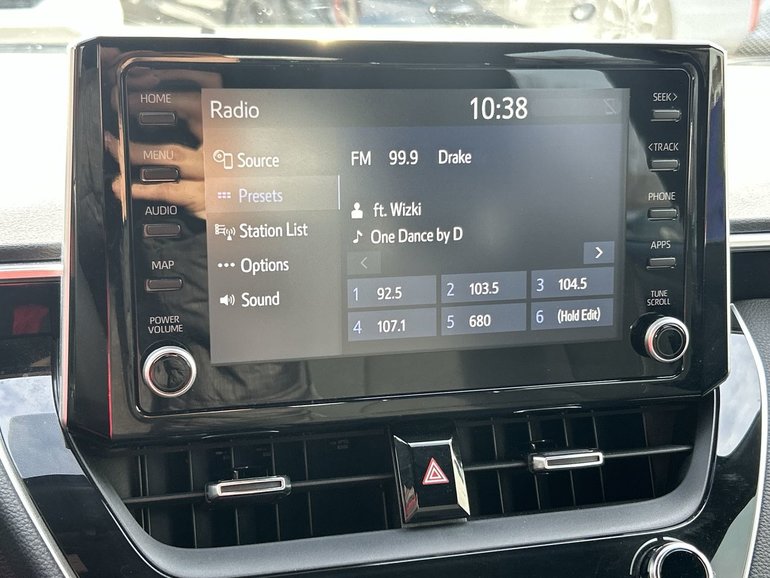 HOME
MENU
AUDIO
MAP
POWER
VOLUME
Radio 10:38
Source
Presets
Station List
Options
Sound
FM 99.9 Drake
ft. Wizki
One Dance by D
< >
1 92.5 2 103.5 3 104.5
4 107.1 5 680 6 (Hold Edit)
SEEK >
< TRACK
PHONE
APPS
TUNE
SCROLL